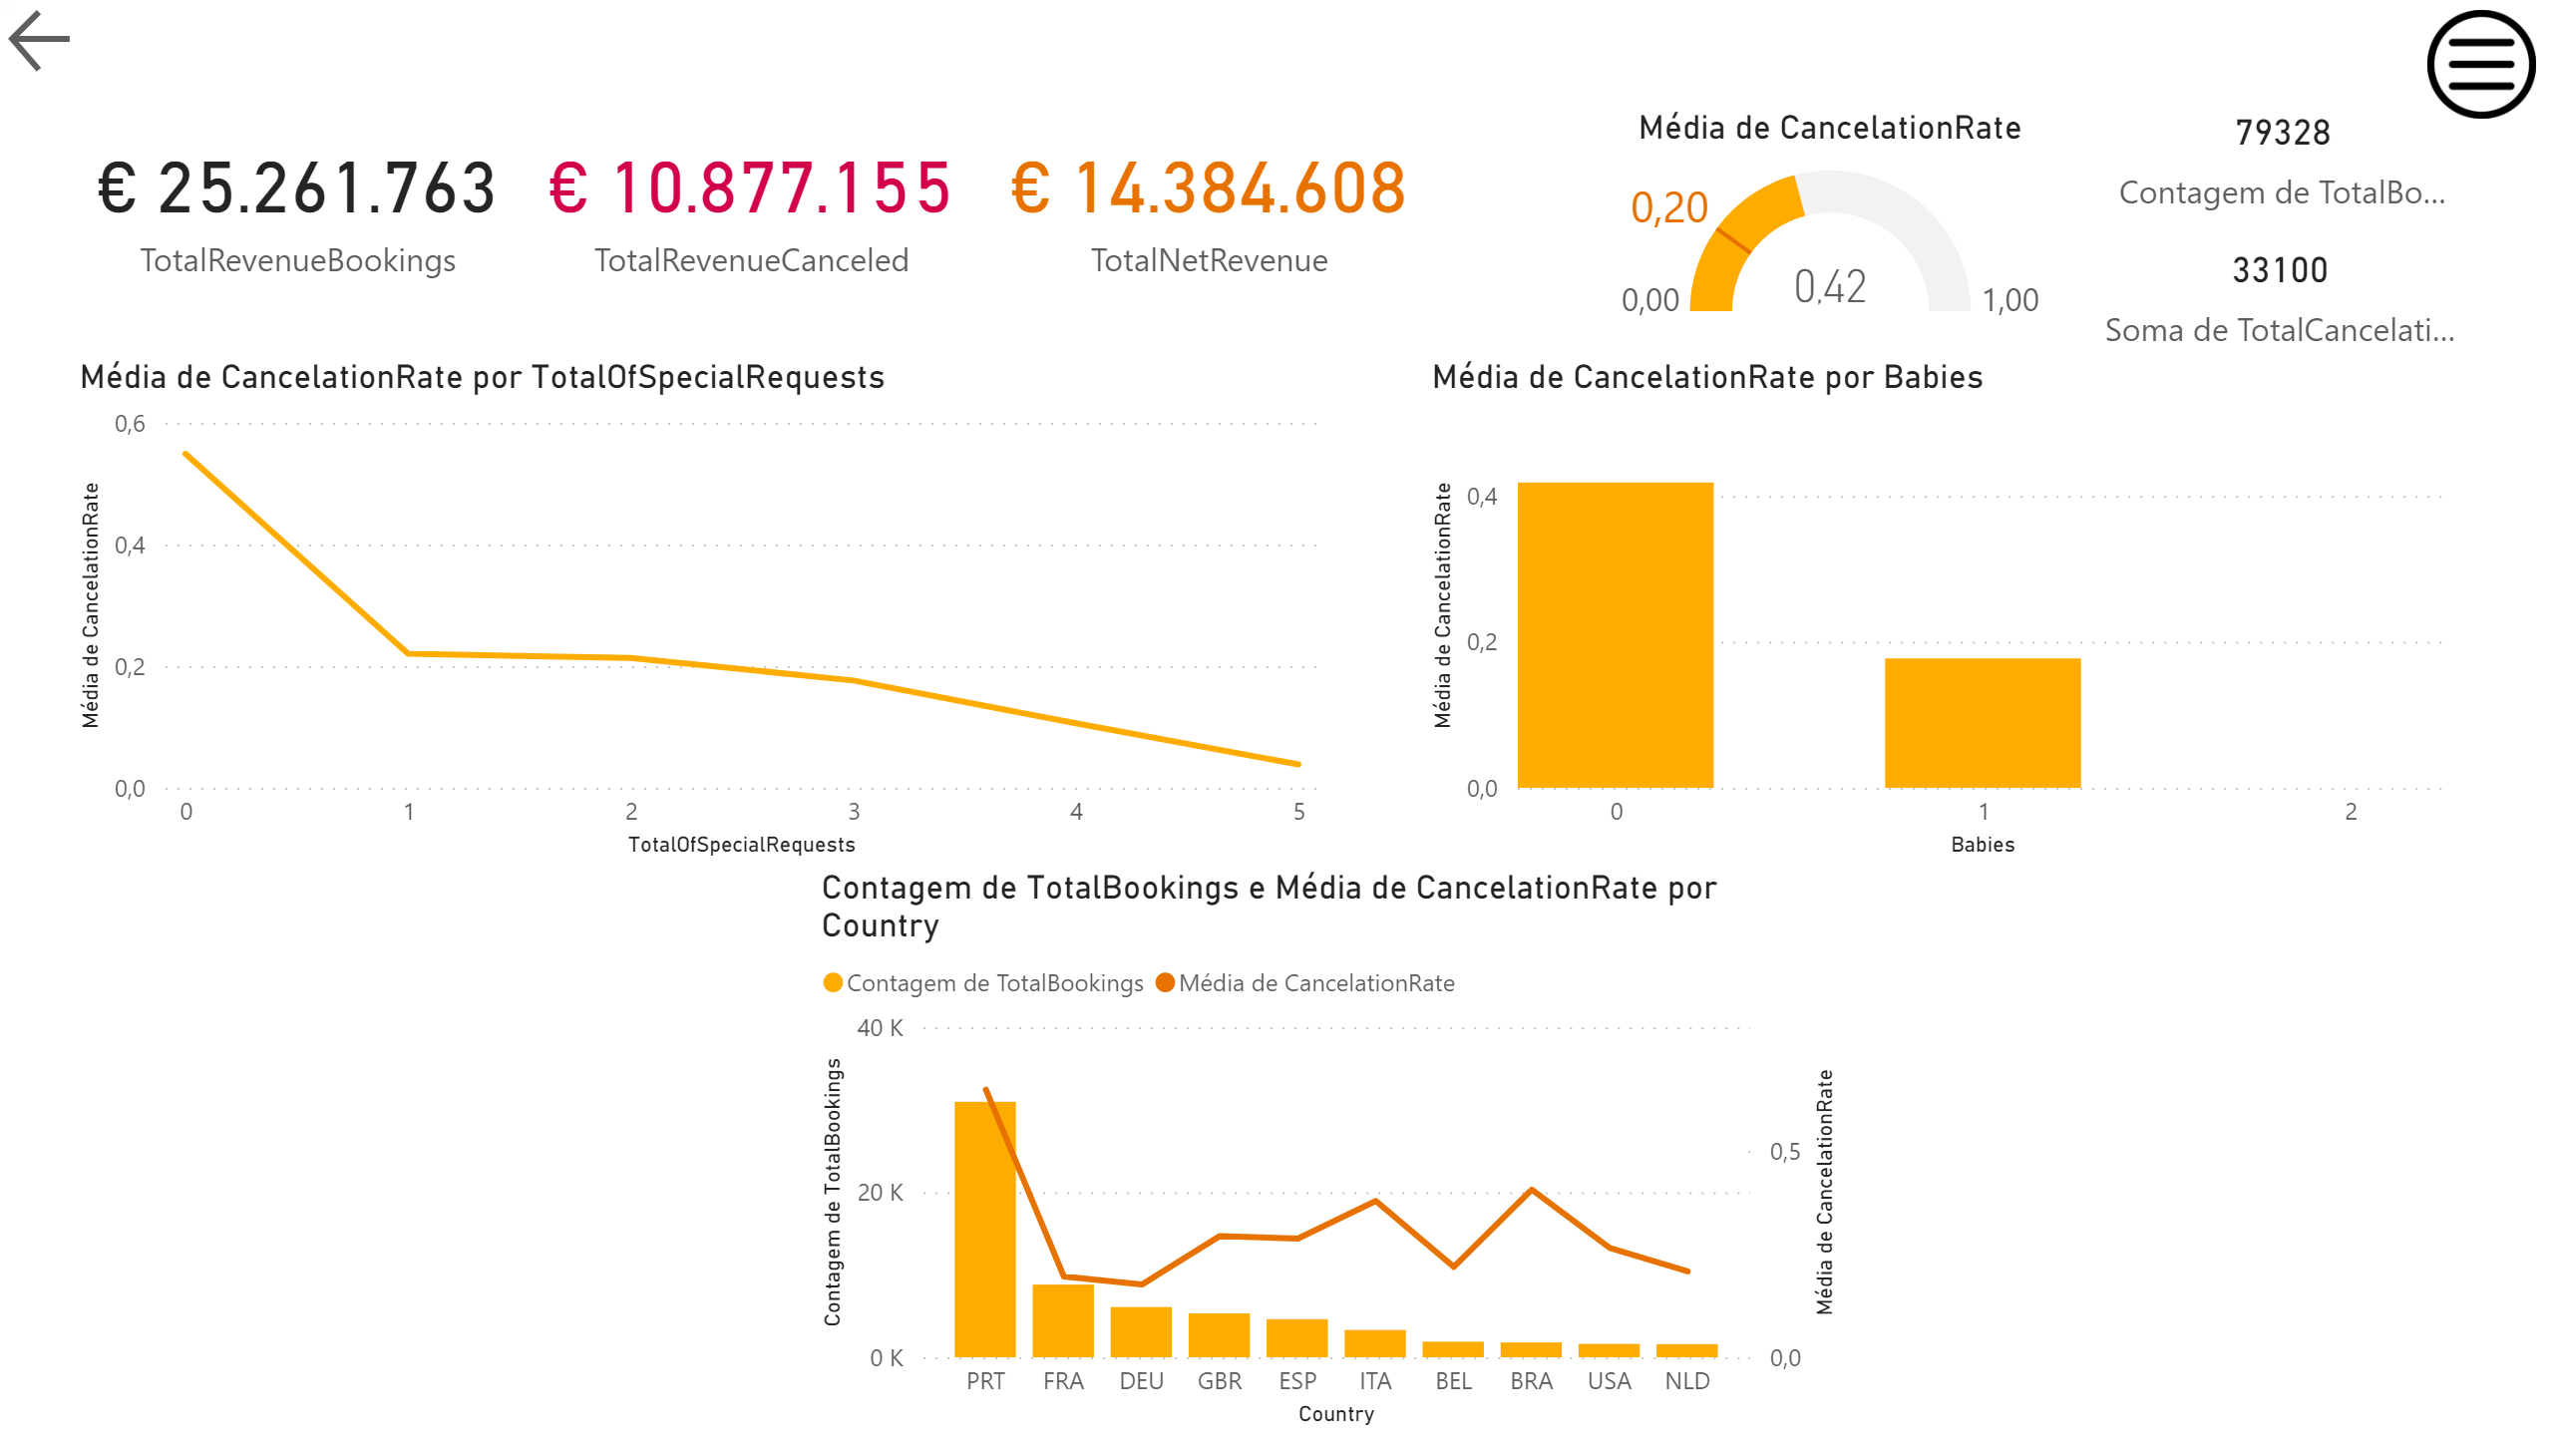 € 25.261.763
TotalRevenueBookings
€ 10.877.155
TotalRevenueCanceled
€ 14.384.608
TotalNetRevenue
Média de CancelationRate
0,20
0,00
0,42
1,00
79328
Contagem de TotalBo...
33100
Soma de TotalCancelati...
Média de CancelationRate por TotalOfSpecialRequests
Média de CancelationRate
0,6
0,4
0,2
0,0
0 1 2 3 4 5
TotalOfSpecialRequests
Média de CancelationRate por Babies
Média de CancelationRate
0,4
0,2
0,0
0 1 2
Babies
Contagem de TotalBookings e Média de CancelationRate por
Country
Contagem de TotalBookings Média de CancelationRate
Contagem de TotalBookings
40 K
20 K
0 K
0,5
0,0
Média de CancelationRate
PRT FRA DEU GBR ESP ITA BEL BRA USA NLD
Country